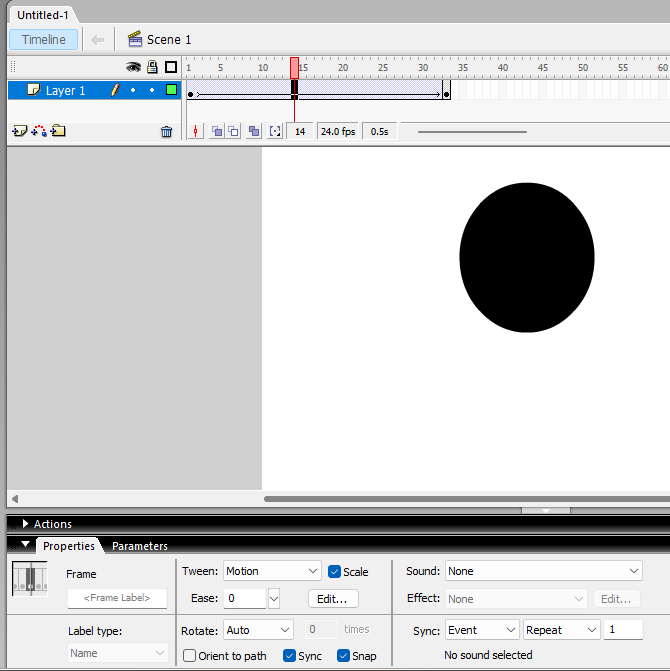 Untitled-1
Timeline
Scene 1
1 5 10 15 20 25 30 35 40 45 50 55 60
Layer 1
14 24.0 fps 0.5s
Actions
Properties Parameters
Frame
<Frame Label>
Label type:
Name
Tween: Motion Scale
Ease: 0 Edit...
Rotate: Auto 0 times
Orient to path Sync Snap
Sound: None
Effect: None Edit...
Sync: Event Repeat 1
No sound selected